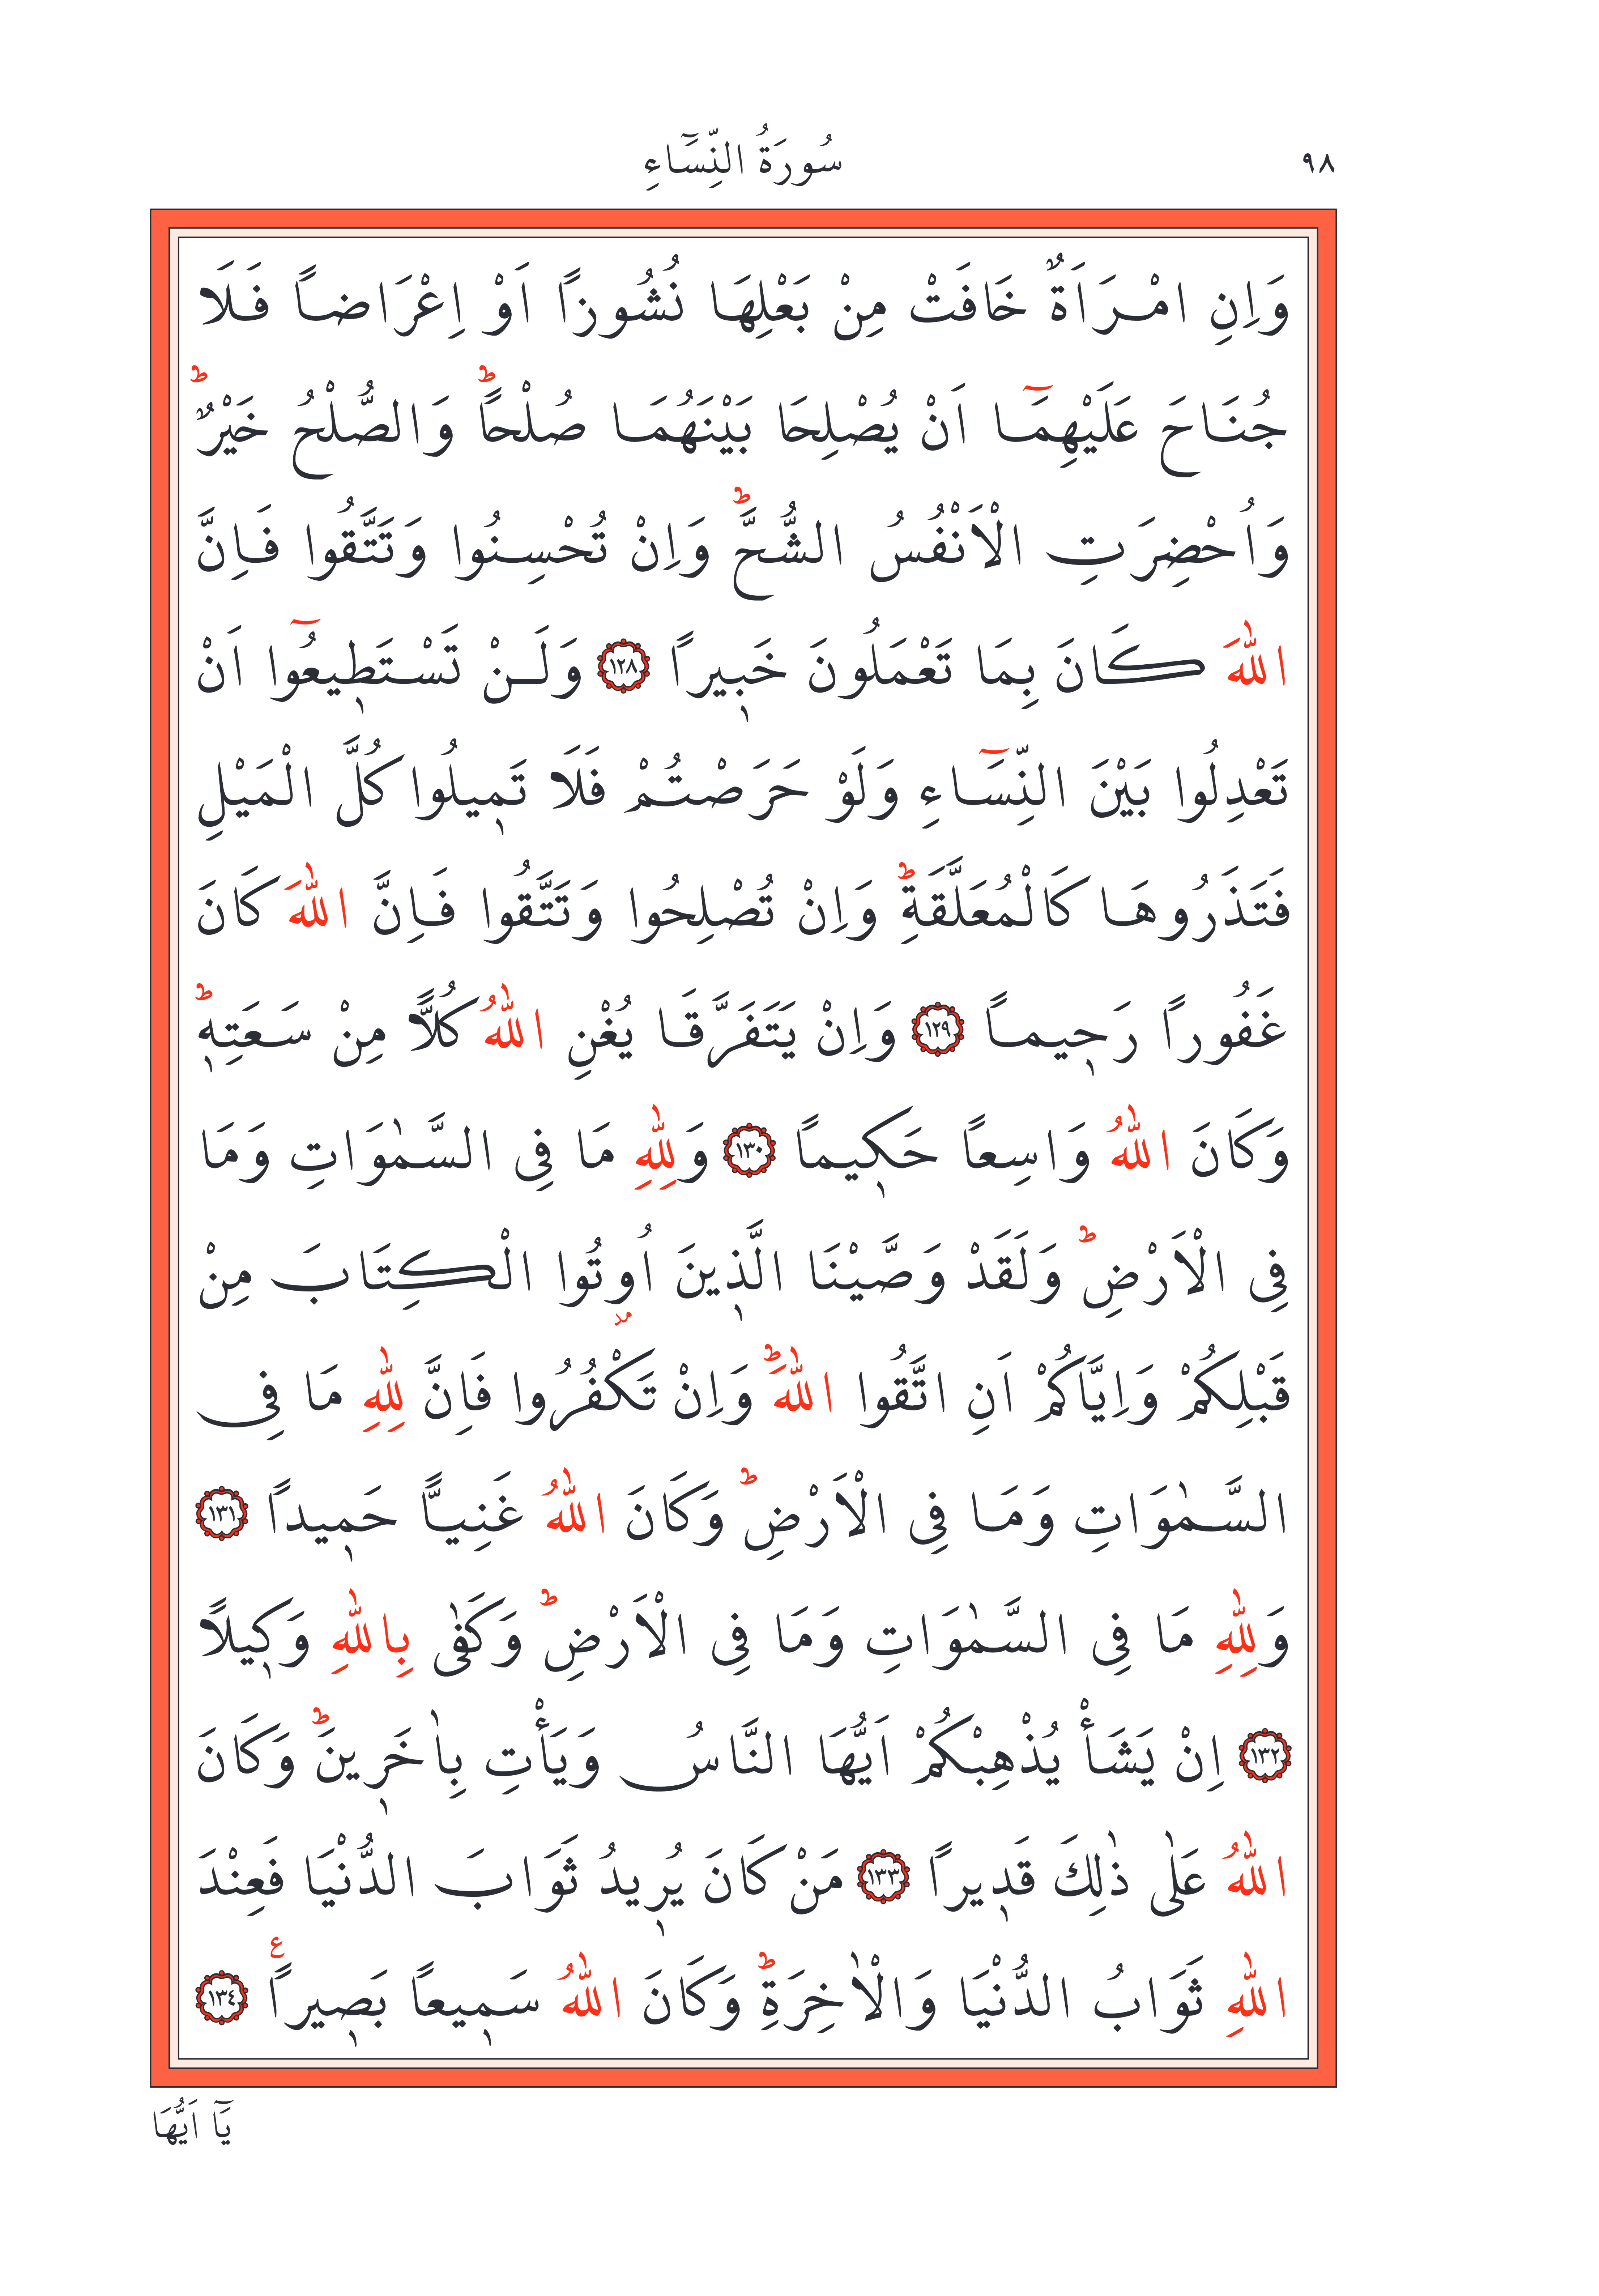 سُورَةُ النِّسَٓاءِ ٩٨
وَاِنِ امْرَاَةٌ خَافَتْ مِنْ بَعْلِهَا نُشُوزًا اَوْ اِعْرَاضاً فَلَا
جُنَاحَ عَلَيْهِمَٓا اَنْ يُصْلِحَا بَيْنَهُمَا صُلْحاًۜ وَالصُّلْحُ خَيْرٌۜ
وَاُحْضِرَتِ الْاَنْفُسُ الشُّحَّۜ وَاِنْ تُحْسِنُوا وَتَتَّقُوا فَاِنَّ
اللّٰهَ كَانَ بِمَا تَعْمَلُونَ خَب۪يراً ﴿١٢٨﴾ وَلَنْ تَسْتَط۪يعُٓوا اَنْ
تَعْدِلُوا بَيْنَ النِّسَٓاءِ وَلَوْ حَرَصْتُمْ فَلَا تَم۪يلُوا كُلَّ الْمَيْلِ
فَتَذَرُوهَا كَالْمُعَلَّقَةِۜ وَاِنْ تُصْلِحُوا وَتَتَّقُوا فَاِنَّ اللّٰهَ كَانَ
غَفُوراً رَح۪يماً ﴿١٢٩﴾ وَاِنْ يَتَفَرَّقَا يُغْنِ اللّٰهُ كُلاًّ مِنْ سَعَتِه۪ۜ
وَكَانَ اللّٰهُ وَاسِعاً حَك۪يماً ﴿١٣٠﴾ وَلِلّٰهِ مَا فِي السَّمٰوَاتِ وَمَا
فِي الْاَرْضِۜ وَلَقَدْ وَصَّيْنَا الَّذ۪ينَ اُو۫تُوا الْكِتَابَ مِنْ
قَبْلِكُمْ وَاِيَّاكُمْ اَنِ اتَّقُوا اللّٰهَۜ وَاِنْ تَكْفُرُوا فَاِنَّ لِلّٰهِ مَا فِي
السَّمٰوَاتِ وَمَا فِي الْاَرْضِۜ وَكَانَ اللّٰهُ غَنِياًّ حَم۪يداً ﴿١٣١﴾
وَلِلّٰهِ مَا فِي السَّمٰوَاتِ وَمَا فِي الْاَرْضِۜ وَكَفٰى بِاللّٰهِ وَك۪يلاً
﴿١٣٢﴾ اِنْ يَشَأْ يُذْهِبْكُمْ اَيُّهَا النَّاسُ وَيَأْتِ بِاٰخَر۪ينَۜ وَكَانَ
اللّٰهُ عَلٰى ذٰلِكَ قَد۪يراً ﴿١٣٣﴾ مَنْ كَانَ يُر۪يدُ ثَوَابَ الدُّنْيَا فَعِنْدَ
اللّٰهِ ثَوَابُ الدُّنْيَا وَالْاٰخِرَةِۜ وَكَانَ اللّٰهُ سَم۪يعاً بَص۪يراًۚ ع ﴿١٣٤﴾
يَٓا اَيُّهَا